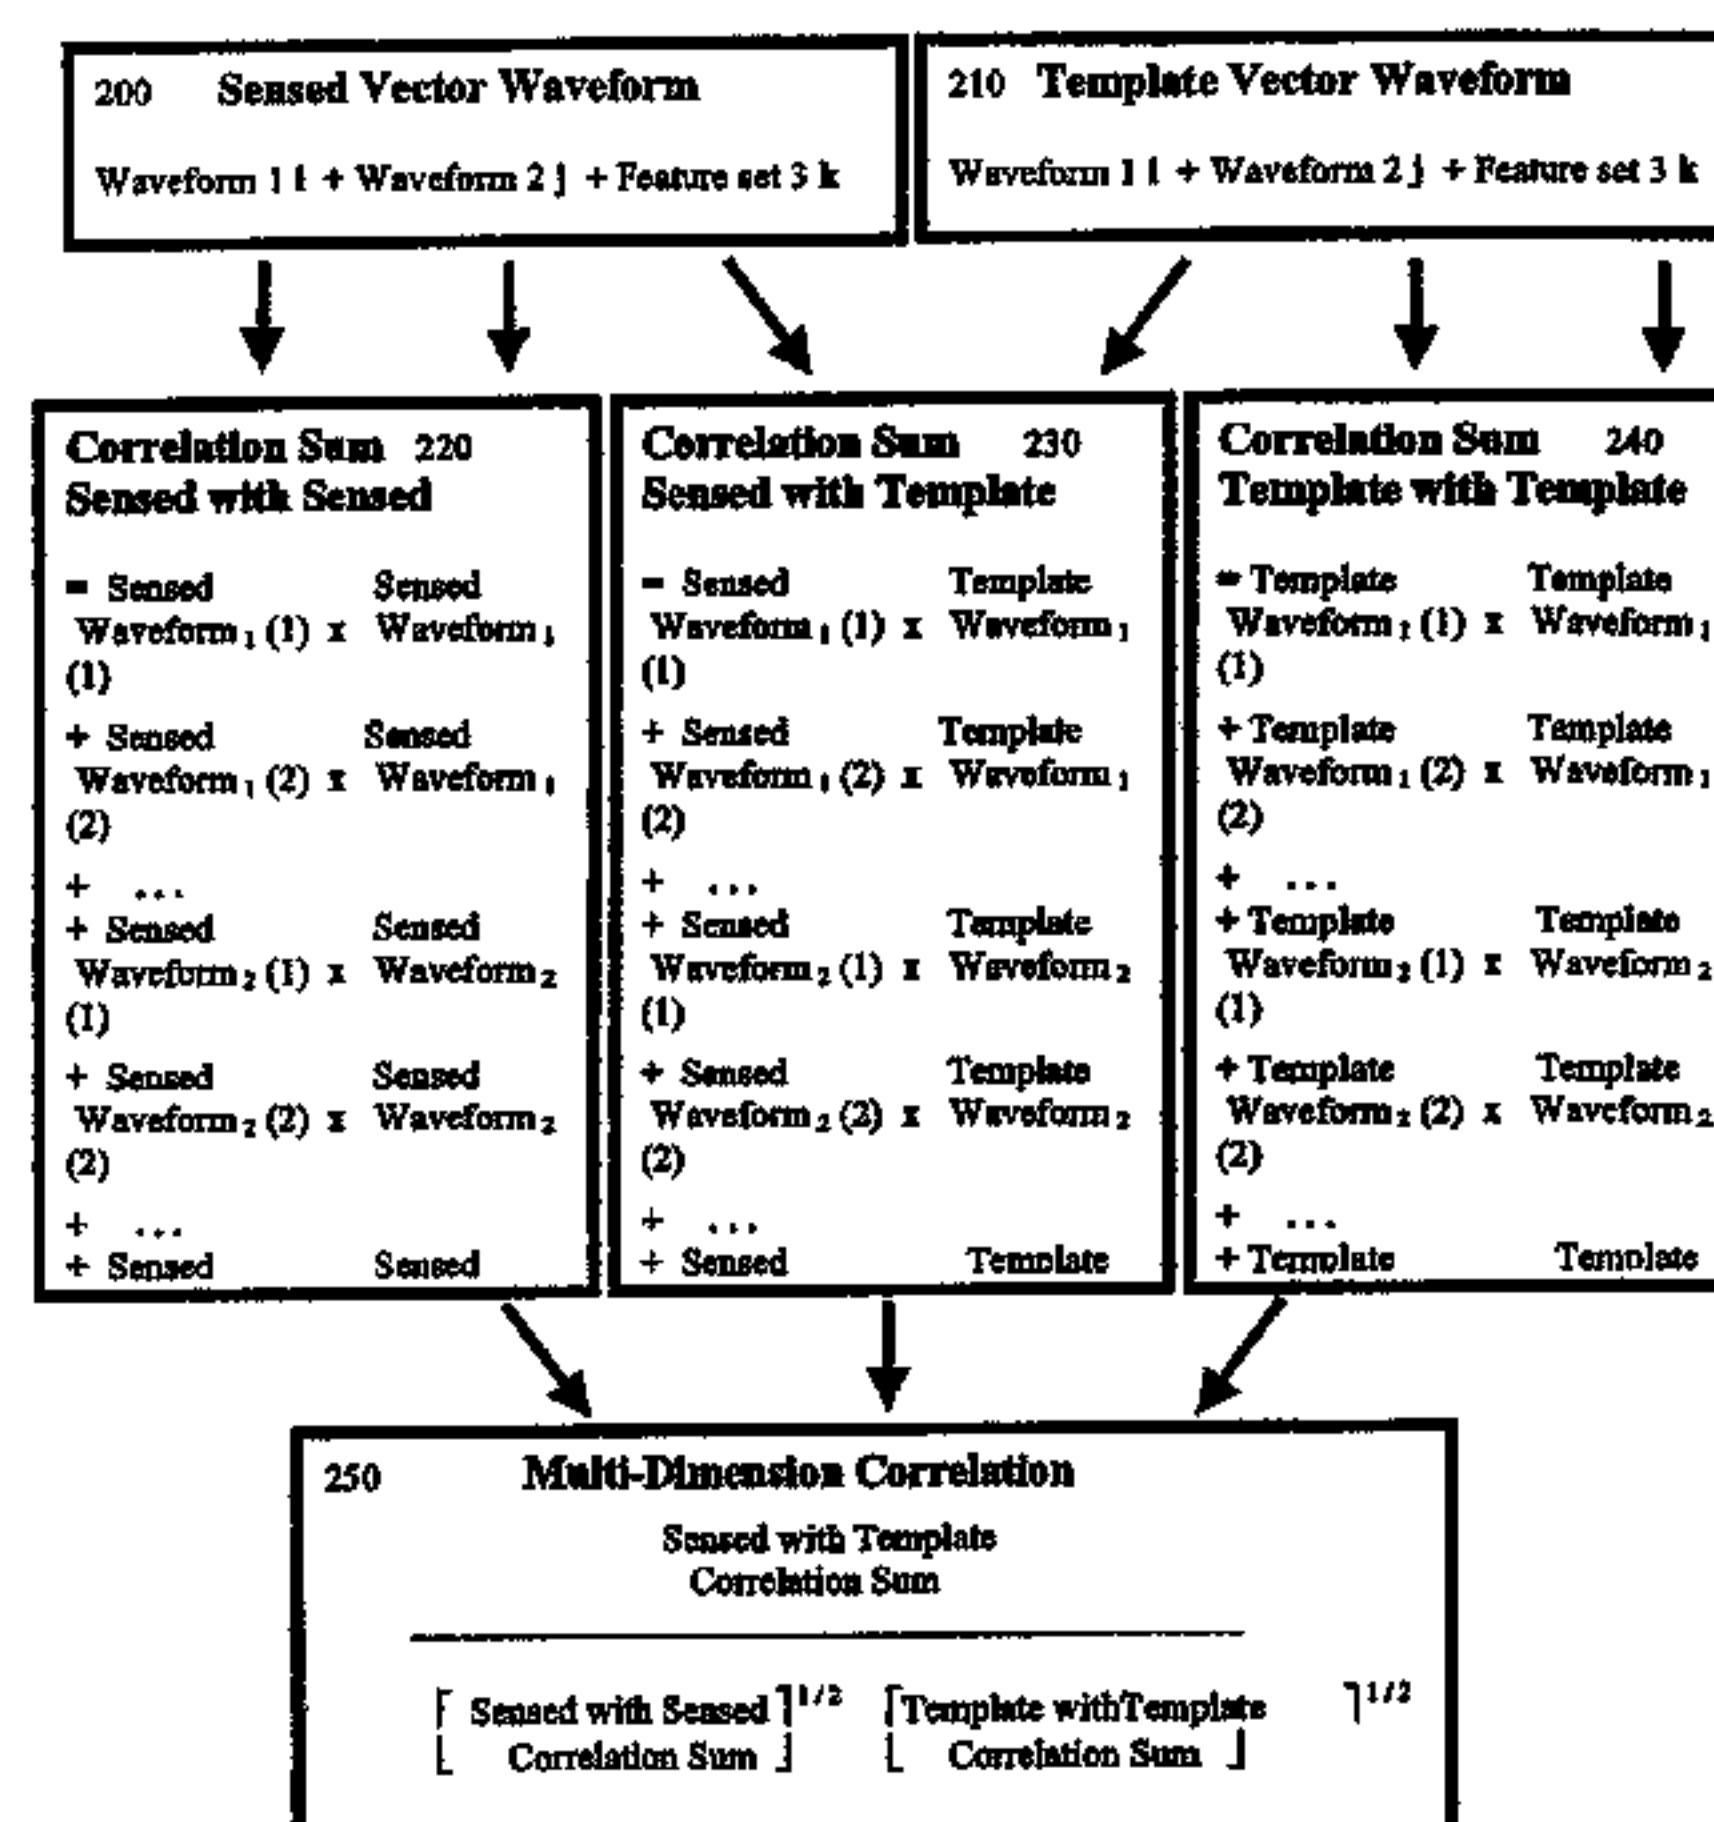 200 Sensed Vector Waveform
Waveform 1 i + Waveform 2 j + Feature set 3 k
210 Template Vector Waveform
Waveform 1 i + Waveform 2 j + Feature set 3 k
Correlation Sum 220
Sensed with Sensed
= Sensed Sensed
Waveform 1 (1) x Waveform 1
(1)
+ Sensed Sensed
Waveform 1 (2) x Waveform 1
(2)
+ ...
+ Sensed Sensed
Waveform 2 (1) x Waveform 2
(1)
+ Sensed Sensed
Waveform 2 (2) x Waveform 2
(2)
+ ...
+ Sensed Sensed
Correlation Sum 230
Sensed with Template
= Sensed Template
Waveform 1 (1) x Waveform 1
(1)
+ Sensed Template
Waveform 1 (2) x Waveform 1
(2)
+ ...
+ Sensed Template
Waveform 2 (1) x Waveform 2
(1)
+ Sensed Template
Waveform 2 (2) x Waveform 2
(2)
+ ...
+ Sensed Template
Correlation Sum 240
Template with Template
= Template Template
Waveform 1 (1) x Waveform 1
(1)
+ Template Template
Waveform 1 (2) x Waveform 1
(2)
+ ...
+ Template Template
Waveform 2 (1) x Waveform 2
(1)
+ Template Template
Waveform 2 (2) x Waveform 2
(2)
+ ...
+ Template Template
250 Multi-Dimension Correlation
Sensed with Template
Correlation Sum
[ Sensed with Sensed ] 1/2 [ Template withTemplate ] 1/2
Correlation Sum Correlation Sum